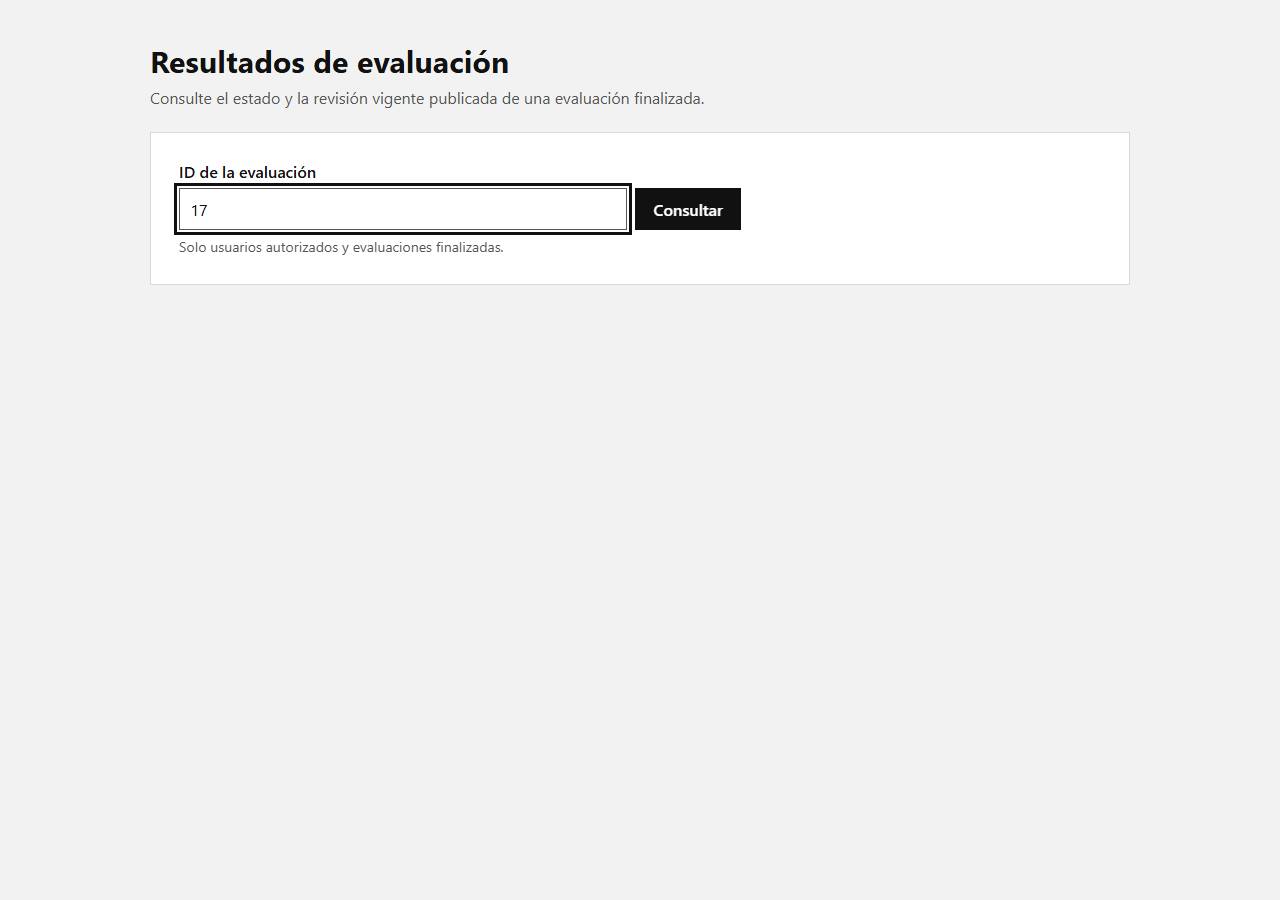 Resultados de evaluación
Consulte el estado y la revisión vigente publicada de una evaluación finalizada.
ID de la evaluación
17
Consultar
Solo usuarios autorizados y evaluaciones finalizadas.